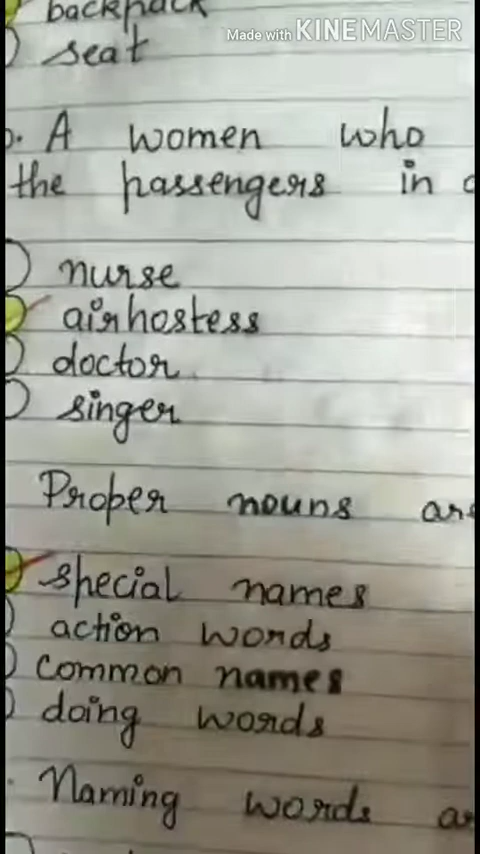 backpack
Made with KINEMASTER
seat
A women who
the passengers in
nurse
airhostess
doctor
singer
Proper nouns are
special names
action words
common names
doing words
Naming words